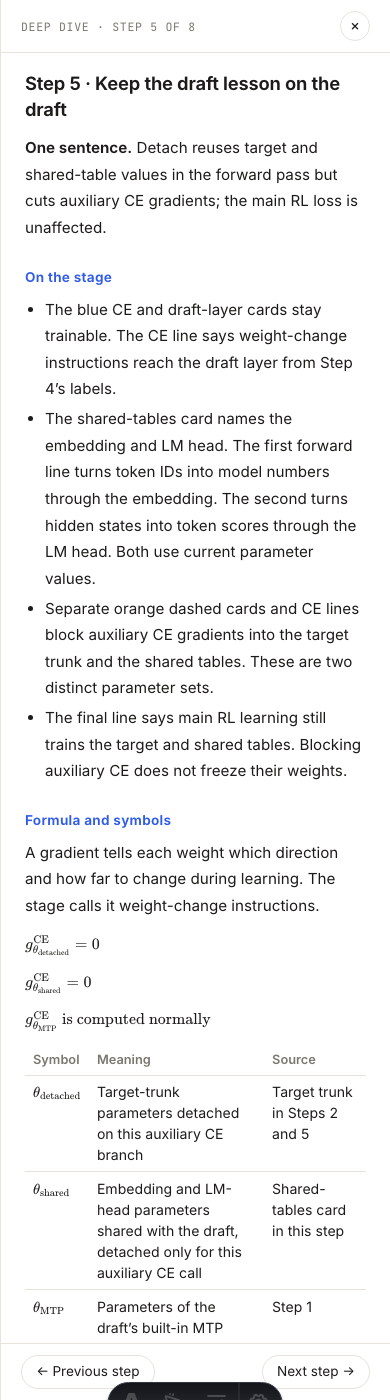 DEEP DIVE · STEP 5 OF 8
×
Step 5 · Keep the draft lesson on the
draft
One sentence. Detach reuses target and
shared-table values in the forward pass but
cuts auxiliary CE gradients; the main RL loss is
unaffected.
On the stage
• The blue CE and draft-layer cards stay
trainable. The CE line says weight-change
instructions reach the draft layer from Step
4’s labels.
• The shared-tables card names the
embedding and LM head. The first forward
line turns token IDs into model numbers
through the embedding. The second turns
hidden states into token scores through the
LM head. Both use current parameter
values.
• Separate orange dashed cards and CE lines
block auxiliary CE gradients into the target
trunk and the shared tables. These are two
distinct parameter sets.
• The final line says main RL learning still
trains the target and shared tables. Blocking
auxiliary CE does not freeze their weights.
Formula and symbols
A gradient tells each weight which direction
and how far to change during learning. The
stage calls it weight-change instructions.
g^CE_θdetached = 0
g^CE_θshared = 0
g^CE_θMTP is computed normally
Symbol Meaning Source
θdetached Target-trunk Target trunk
parameters detached in Steps 2
on this auxiliary CE and 5
branch
θshared Embedding and LM- Shared-
head parameters tables card
shared with the draft, in this step
detached only for this
auxiliary CE call
θMTP Parameters of the Step 1
draft’s built-in MTP
← Previous step Next step →